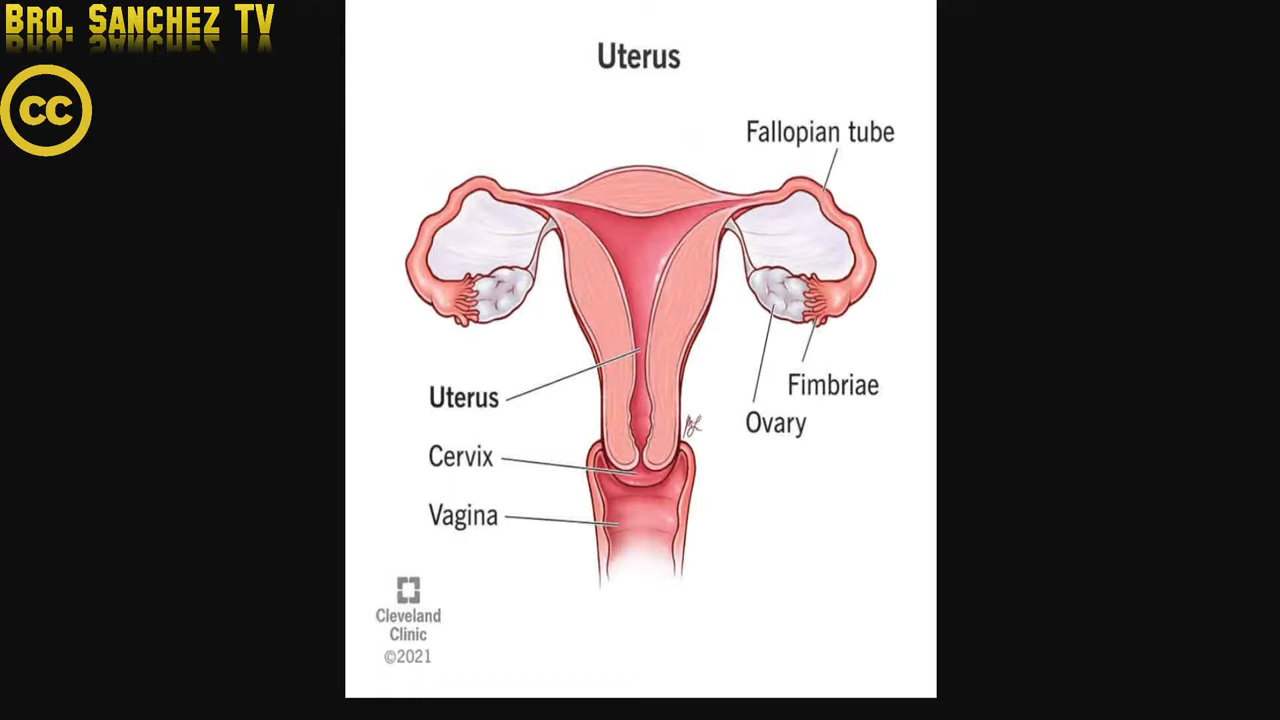 Bro. Sanchez TV
CC
Uterus
Fallopian tube
Uterus
Fimbriae
Ovary
Cervix
Vagina
Cleveland
Clinic
©2021